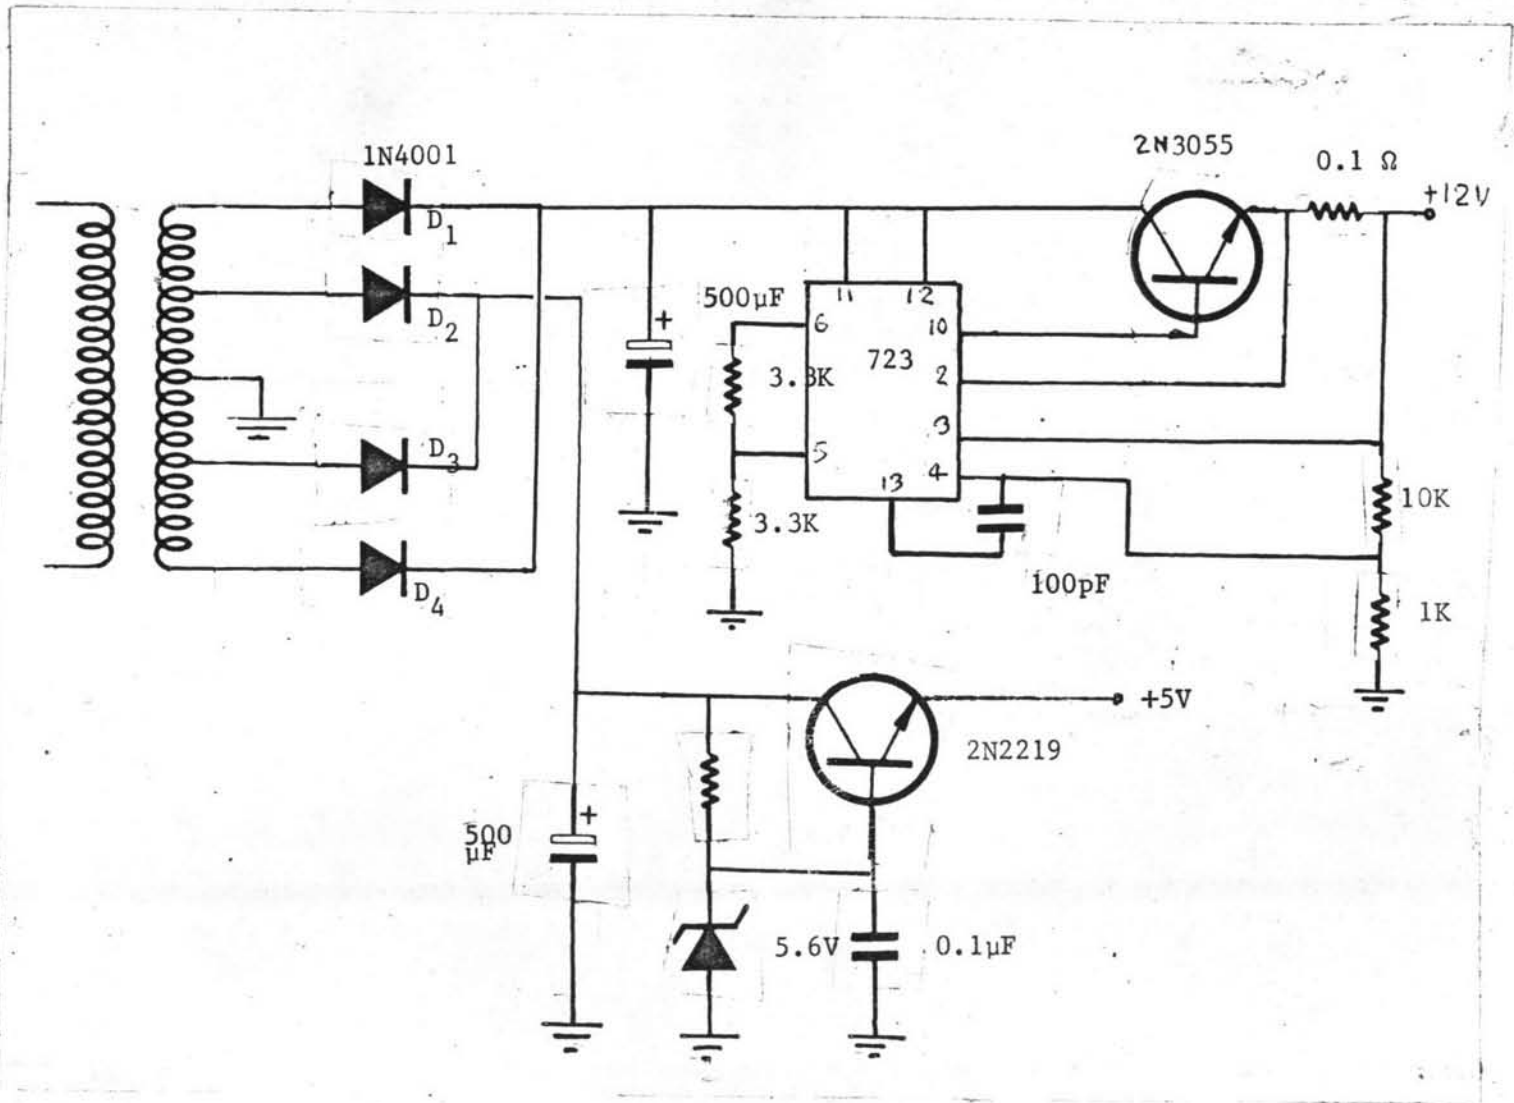 1N4001
2N3055
0.1 Ω
+12V
D1
D2
500µF
+
11
12
6
10
723
3.3K
2
3
5
4
13
D3
3.3K
10K
100pF
D4
1K
+5V
2N2219
500
µF
+
5.6V
0.1µF